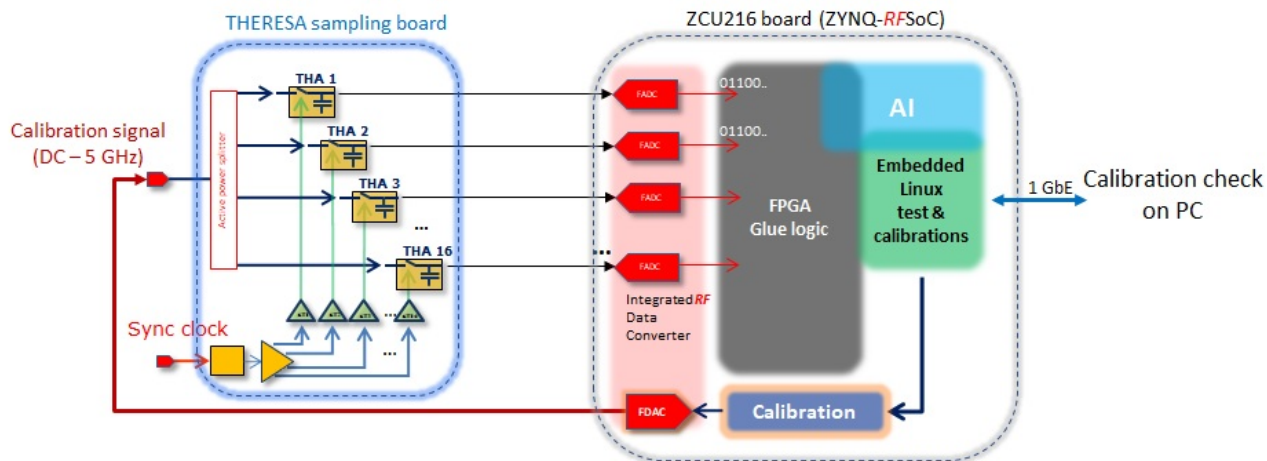 THERESA sampling board
ZCU216 board (ZYNQ-RFSoC)
THA 1
FADC
01100..
AI
Calibration signal
(DC – 5 GHz)
Active power splitter
THA 2
FADC
01100..
THA 3
FADC
...
THA 16
...
FADC
FPGA
Glue logic
Embedded
Linux
test &
calibrations
1 GbE
Calibration check
on PC
Integrated RF
Data
Converter
Sync clock
...
...
FDAC
Calibration